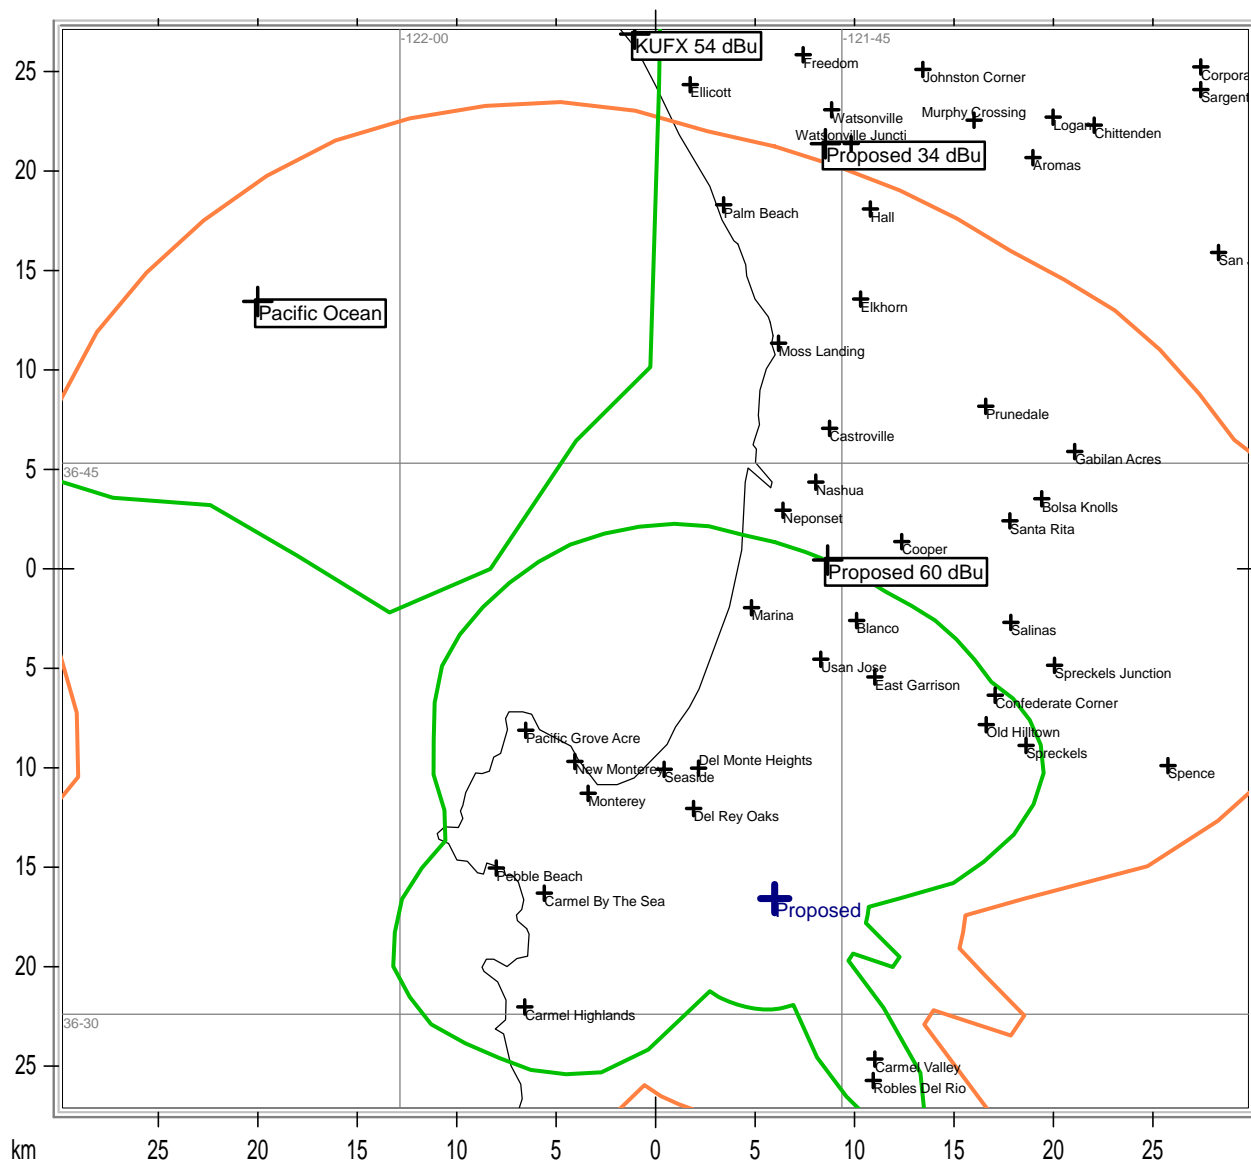 -122-00
-121-45
KUFX 54 dBu
Freedom
Johnston Corner
Corpora
Ellicott
Sargent
Watsonville
Murphy Crossing
Logan
Chittenden
Watsonville Juncti
Proposed 34 dBu
Aromas
Palm Beach
Hall
San J
Pacific Ocean
Elkhorn
Moss Landing
Prunedale
Castroville
Gabilan Acres
36-45
Nashua
Bolsa Knolls
Neponset
Santa Rita
Cooper
Proposed 60 dBu
Marina
Blanco
Salinas
Usan Jose
Spreckels Junction
East Garrison
Confederate Corner
Old Hilltown
Pacific Grove Acre
Spreckels
New Monterey
Seaside
Del Monte Heights
Spence
Monterey
Del Rey Oaks
Pebble Beach
Carmel By The Sea
Proposed
Carmel Highlands
36-30
Carmel Valley
Robles Del Rio
25
20
15
10
5
0
5
10
15
20
25
km
25
20
15
10
5
0
5
10
15
20
25